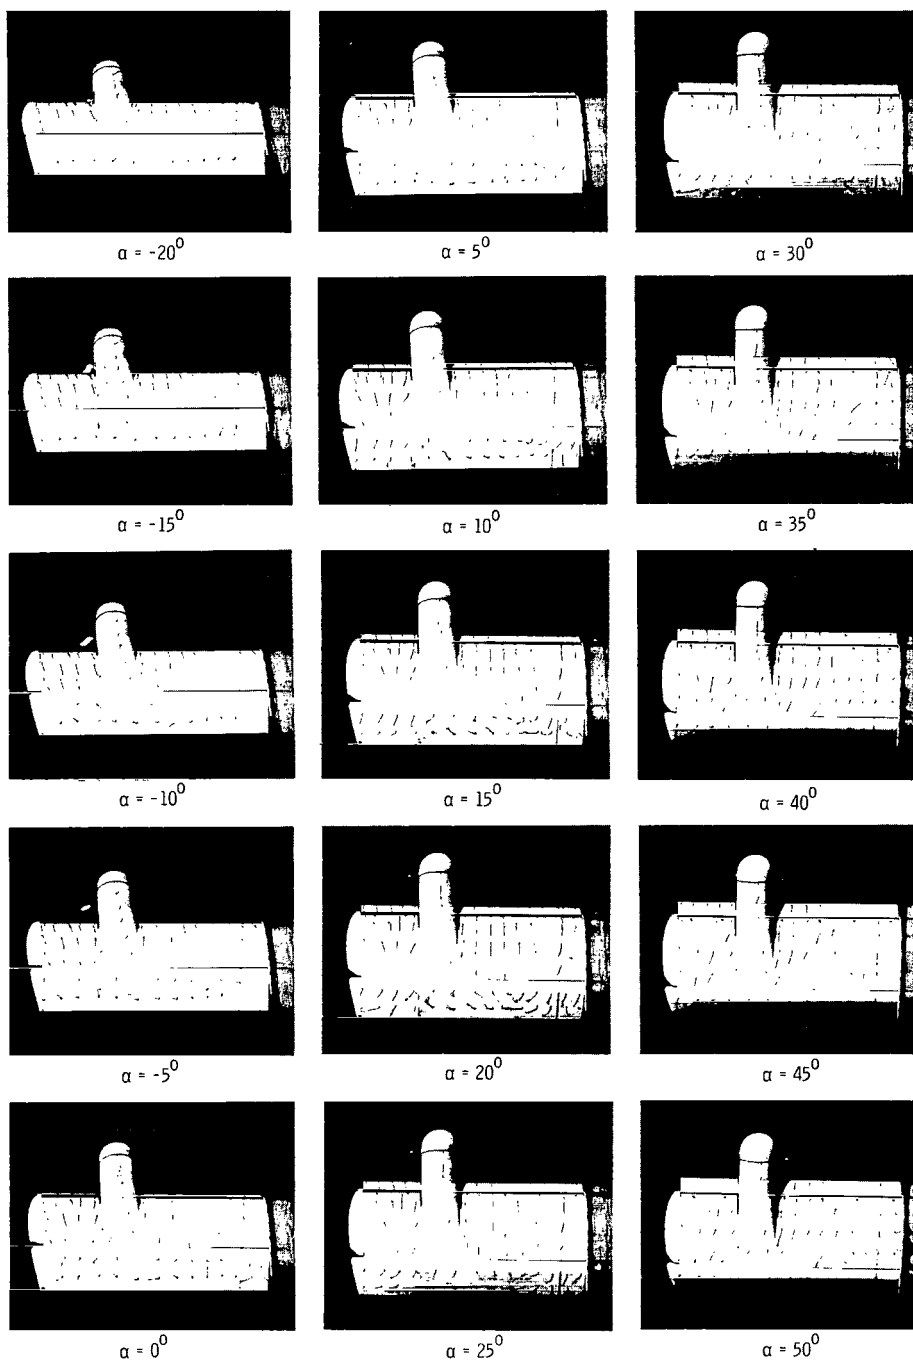 α = -20⁰
α = 5⁰
α = 30⁰
α = -15⁰
α = 10⁰
α = 35⁰
α = -10⁰
α = 15⁰
α = 40⁰
α = -5⁰
α = 20⁰
α = 45⁰
α = 0⁰
α = 25⁰
α = 50⁰